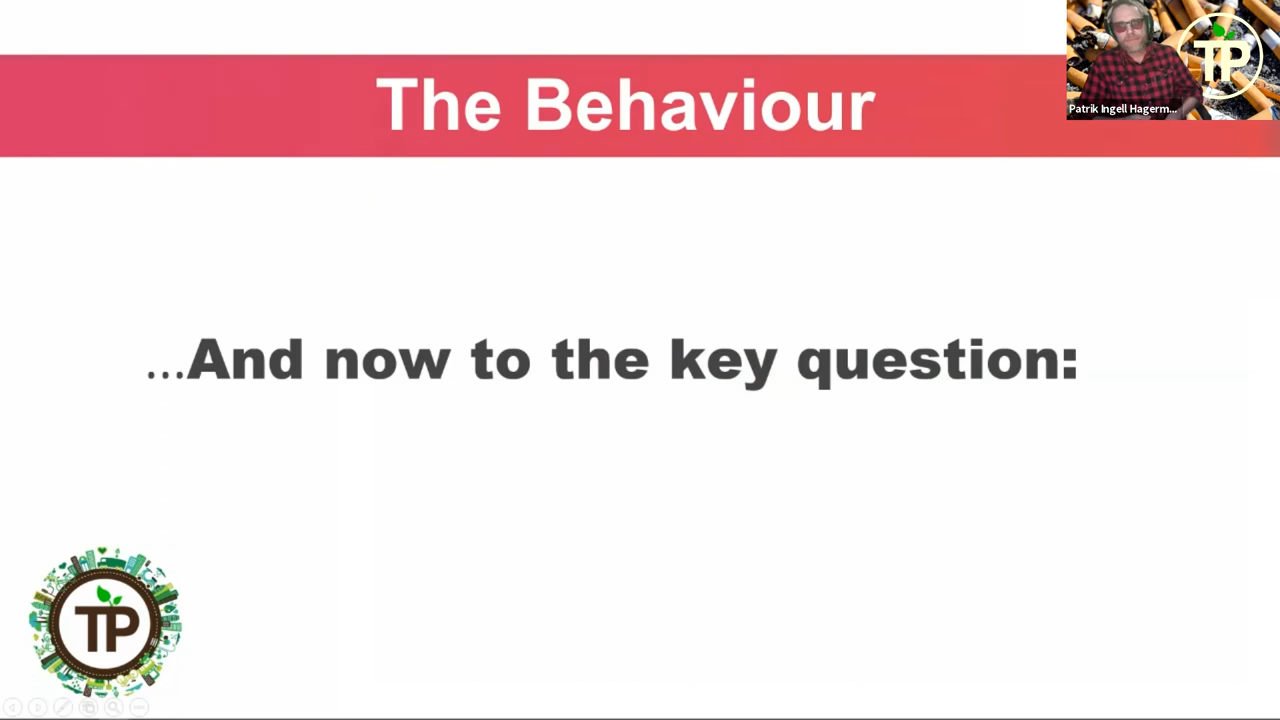 The Behaviour
TP
Patrik Ingell Hagerm...
...And now to the key question:
TP